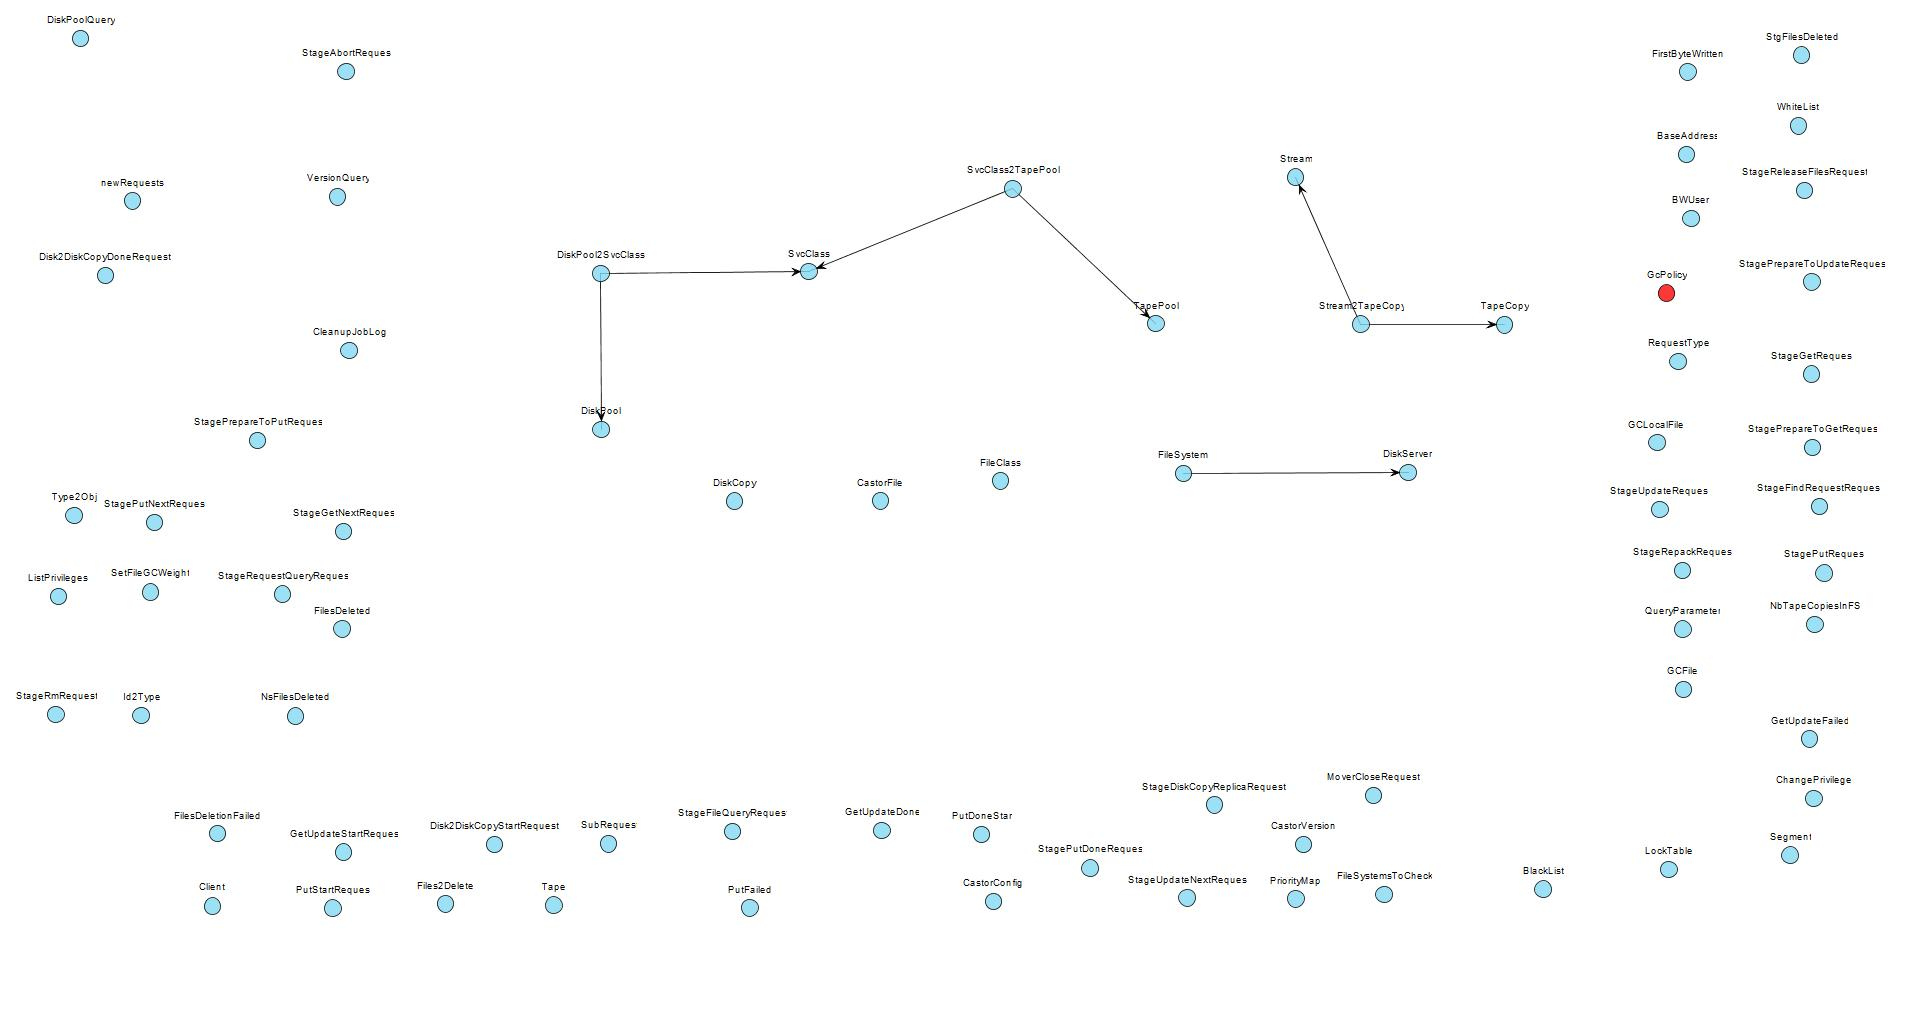 DiskPoolQuery
StageAbortReques
StgFilesDeleted
FirstByteWritten
WhiteList
BaseAddress
Stream
SvcClass2TapePool
StageReleaseFilesRequest
VersionQuery
newRequests
BWUser
DiskPool2SvcClass
SvcClass
Disk2DiskCopyDoneRequest
StagePrepareToUpdateReques
GcPolicy
TapePool
Stream2TapeCopy
TapeCopy
CleanupJobLog
RequestType
StageGetReques
DiskPool
StagePrepareToPutReques
GCLocalFile
StagePrepareToGetReques
FileSystem
DiskServer
FileClass
DiskCopy
CastorFile
StageUpdateReques
StageFindRequestReques
Type2Obj
StagePutNextReques
StageGetNextReques
StageRepackReques
StagePutReques
ListPrivileges
SetFileGCWeight
StageRequestQueryReques
FilesDeleted
QueryParameter
NbTapeCopiesInFS
GCFile
StageRmRequest
Id2Type
NsFilesDeleted
GetUpdateFailed
MoverCloseRequest
ChangePrivilege
StageDiskCopyReplicaRequest
FilesDeletionFailed
GetUpdateStartReques
Disk2DiskCopyStartRequest
SubReques
StageFileQueryReques
GetUpdateDone
PutDoneStar
CastorVersion
Segment
StagePutDoneReques
LockTable
Client
PutStartReques
Files2Delete
Tape
PutFailed
CastorConfig
StageUpdateNextReques
PriorityMap
FileSystemsToCheck
BlackList